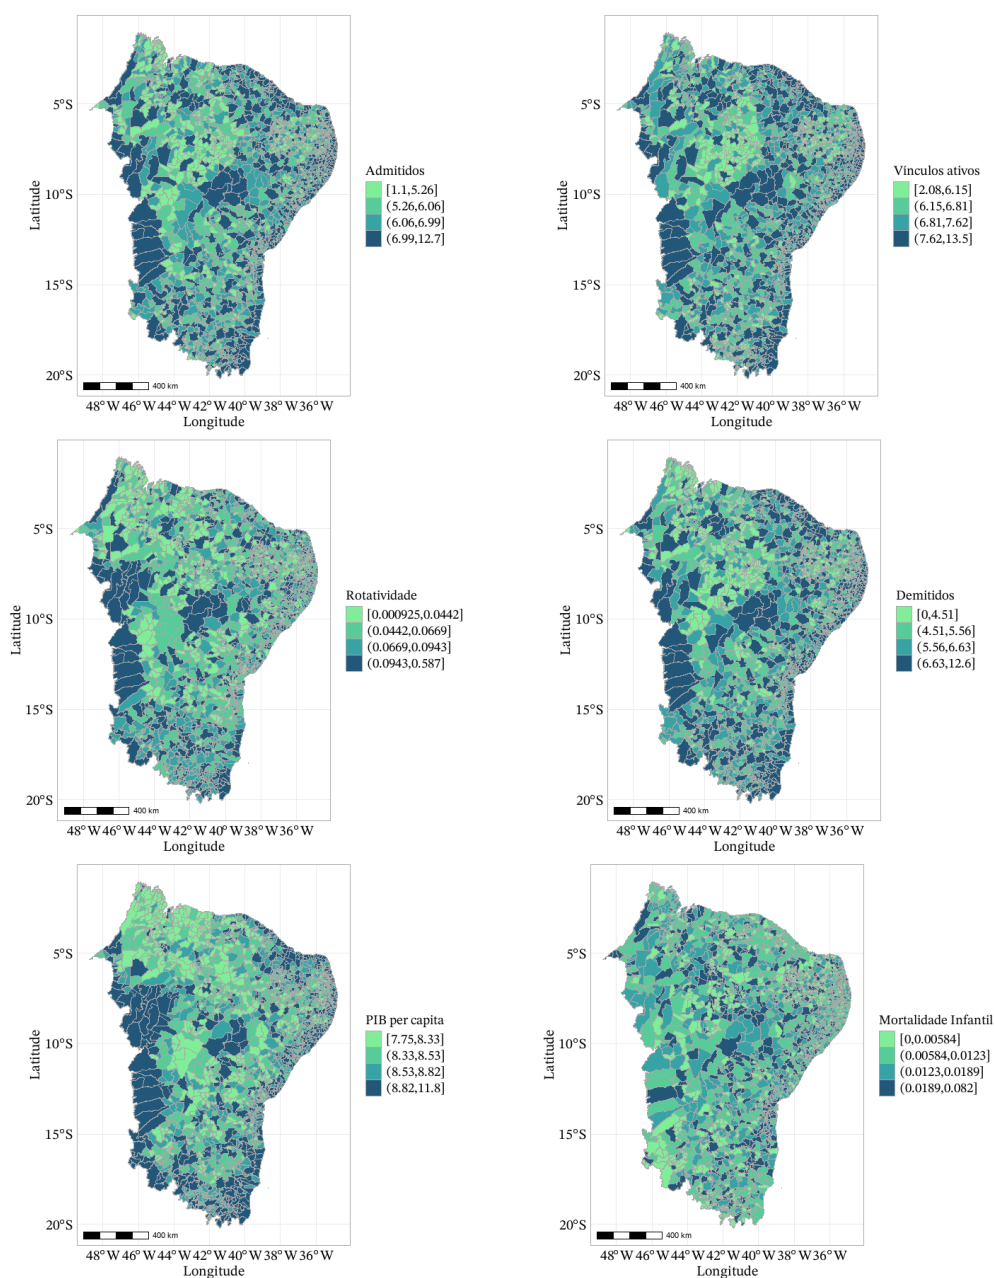 5°S
10°S
15°S
20°S
Latitude
400 km
48°W 46°W 44°W 42°W 40°W 38°W 36°W
Longitude
Admitidos
[1.1,5.26]
(5.26,6.06]
(6.06,6.99]
(6.99,12.7]
5°S
10°S
15°S
20°S
Latitude
400 km
48°W 46°W 44°W 42°W 40°W 38°W 36°W
Longitude
Vínculos ativos
[2.08,6.15]
(6.15,6.81]
(6.81,7.62]
(7.62,13.5]
5°S
10°S
15°S
20°S
Latitude
400 km
48°W 46°W 44°W 42°W 40°W 38°W 36°W
Longitude
Rotatividade
[0.000925,0.0442]
(0.0442,0.0669]
(0.0669,0.0943]
(0.0943,0.587]
5°S
10°S
15°S
20°S
Latitude
400 km
48°W 46°W 44°W 42°W 40°W 38°W 36°W
Longitude
Demitidos
[0,4.51]
(4.51,5.56]
(5.56,6.63]
(6.63,12.6]
5°S
10°S
15°S
20°S
Latitude
400 km
48°W 46°W 44°W 42°W 40°W 38°W 36°W
Longitude
PIB per capita
[7.75,8.33]
(8.33,8.53]
(8.53,8.82]
(8.82,11.8]
5°S
10°S
15°S
20°S
Latitude
400 km
48°W 46°W 44°W 42°W 40°W 38°W 36°W
Longitude
Mortalidade Infantil
[0,0.00584]
(0.00584,0.0123]
(0.0123,0.0189]
(0.0189,0.082]